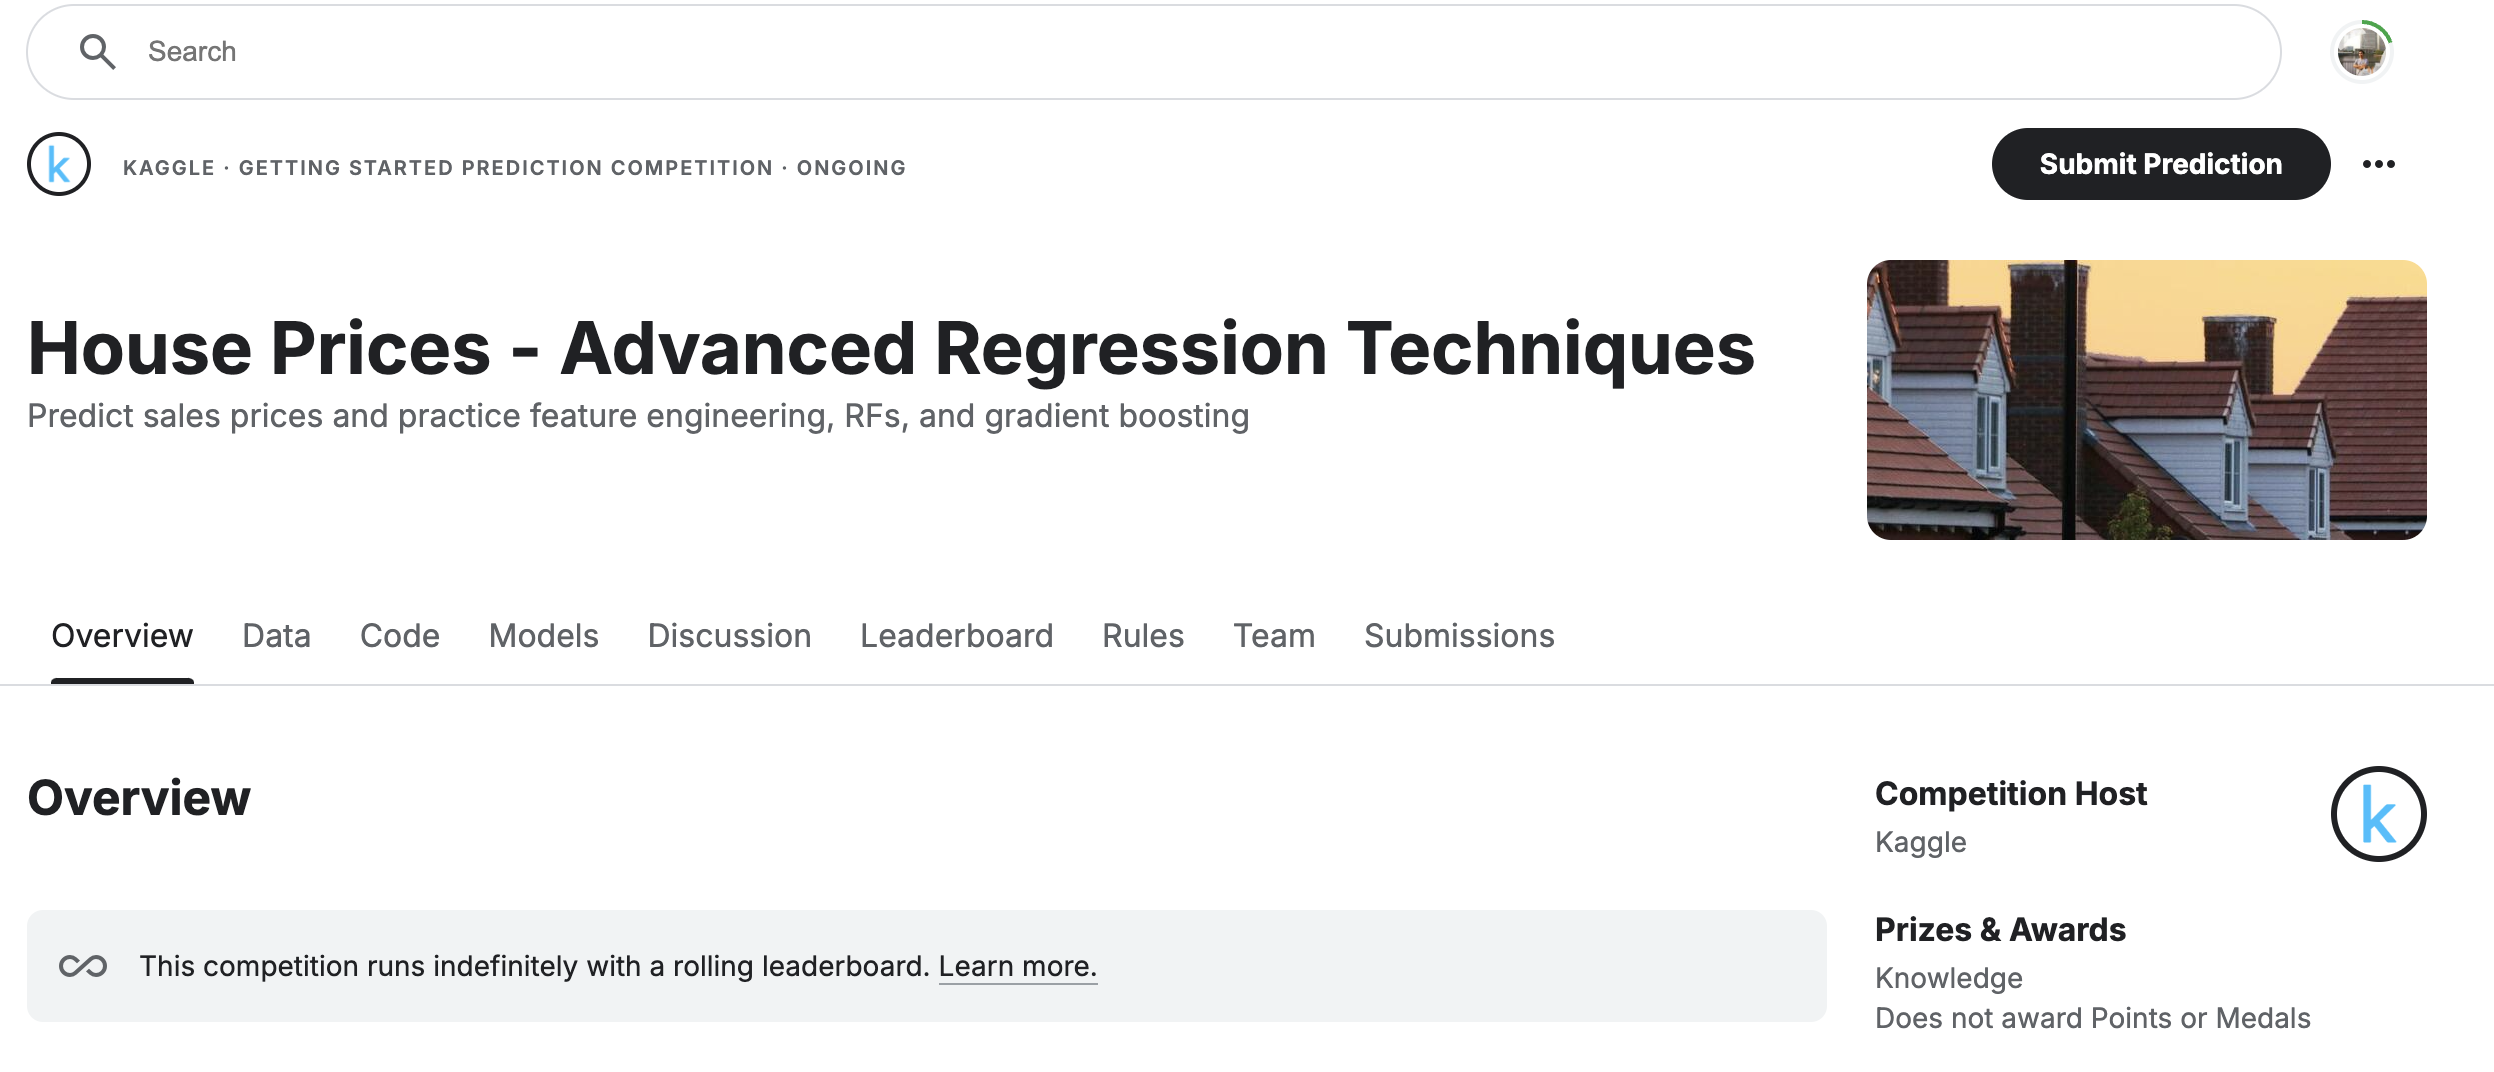 Search
k
KAGGLE · GETTING STARTED PREDICTION COMPETITION · ONGOING
Submit Prediction
House Prices - Advanced Regression Techniques
Predict sales prices and practice feature engineering, RFs, and gradient boosting
Overview Data Code Models Discussion Leaderboard Rules Team Submissions
Overview
This competition runs indefinitely with a rolling leaderboard. Learn more.
Competition Host
Kaggle
k
Prizes & Awards
Knowledge
Does not award Points or Medals